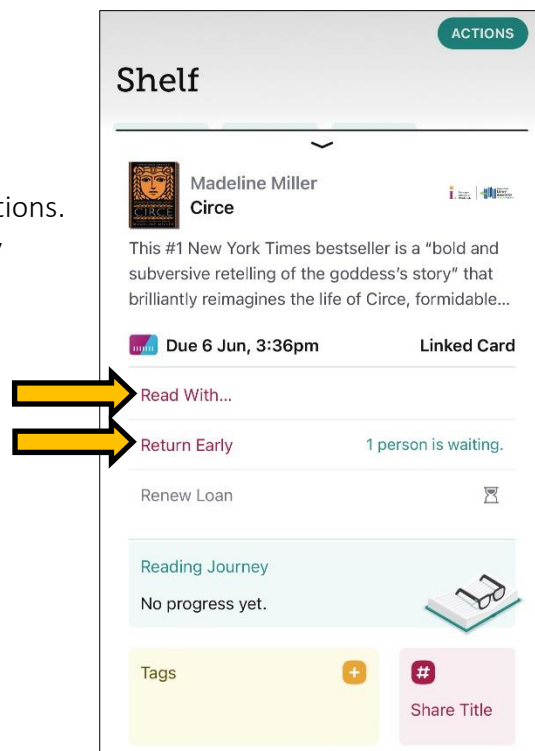 ACTIONS
Shelf
Madeline Miller
CIRCE
Circe
tions.
This #1 New York Times bestseller is a “bold and
subversive retelling of the goddess’s story” that
brilliantly reimagines the life of Circe, formidable...
Due 6 Jun, 3:36pm Linked Card
Read With...
Return Early 1 person is waiting.
Renew Loan
Reading Journey
No progress yet.
Tags
#
Share Title